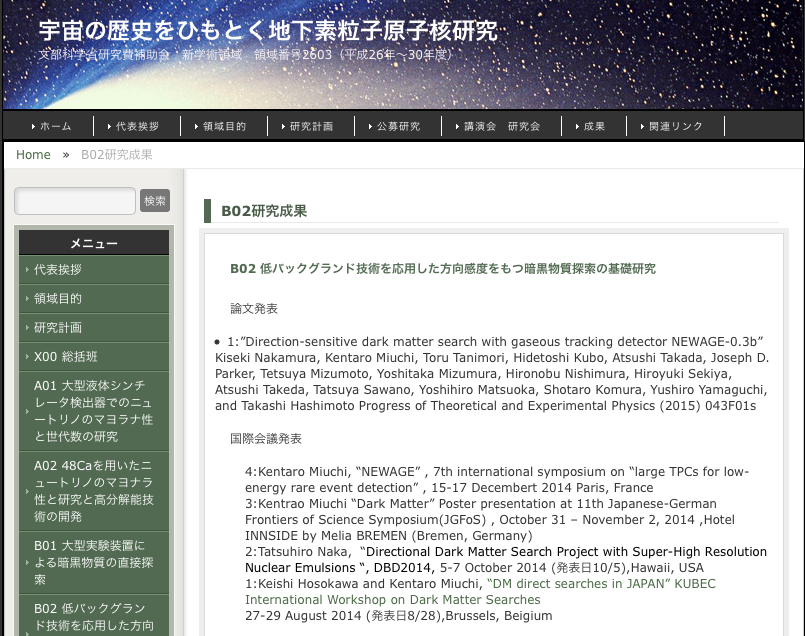 宇宙の歴史をひもとく地下素粒子原子核研究
文部科学省研究費補助金　新学術領域　領域番号2603（平成26年〜30年度）
ホーム
代表挨拶
領域目的
研究計画
公募研究
講演会　研究会
成果
関連リンク
Home » B02研究成果
検索
メニュー
代表挨拶
領域目的
研究計画
X00 総括班
A01 大型液体シンチ
レータ検出器でのニュ
ートリノのマヨラナ性
と世代数の研究
A02 48Caを用いたニ
ュートリノのマヨナラ
性と研究と高分解能技
術の開発
B01 大型実験装置に
よる暗黒物質の直接探
索
B02 低バックグラン
ド技術を応用した方向
B02研究成果
B02 低バックグランド技術を応用した方向感度をもつ暗黒物質探索の基礎研究
論文発表
1:”Direction-sensitive dark matter search with gaseous tracking detector NEWAGE-0.3b”
Kiseki Nakamura, Kentaro Miuchi, Toru Tanimori, Hidetoshi Kubo, Atsushi Takada, Joseph D.
Parker, Tetsuya Mizumoto, Yoshitaka Mizumura, Hironobu Nishimura, Hiroyuki Sekiya,
Atsushi Takeda, Tatsuya Sawano, Yoshihiro Matsuoka, Shotaro Komura, Yushiro Yamaguchi,
and Takashi Hashimoto Progress of Theoretical and Experimental Physics (2015) 043F01s
国際会議発表
4:Kentaro Miuchi, “NEWAGE” , 7th international symposium on “large TPCs for low-
energy rare event detection” , 15-17 Decembert 2014 Paris, France
3:Kentrao Miuchi “Dark Matter” Poster presentation at 11th Japanese-German
Frontiers of Science Symposium(JGFoS) , October 31 – November 2, 2014 ,Hotel
INNSIDE by Melia BREMEN (Bremen, Germany)
2:Tatsuhiro Naka, “Directional Dark Matter Search Project with Super-High Resolution
Nuclear Emulsions “, DBD2014, 5-7 October 2014 (発表日10/5),Hawaii, USA
1:Keishi Hosokawa and Kentaro Miuchi, “DM direct searches in JAPAN” KUBEC
International Workshop on Dark Matter Searches
27-29 August 2014 (発表日8/28),Brussels, Beigium